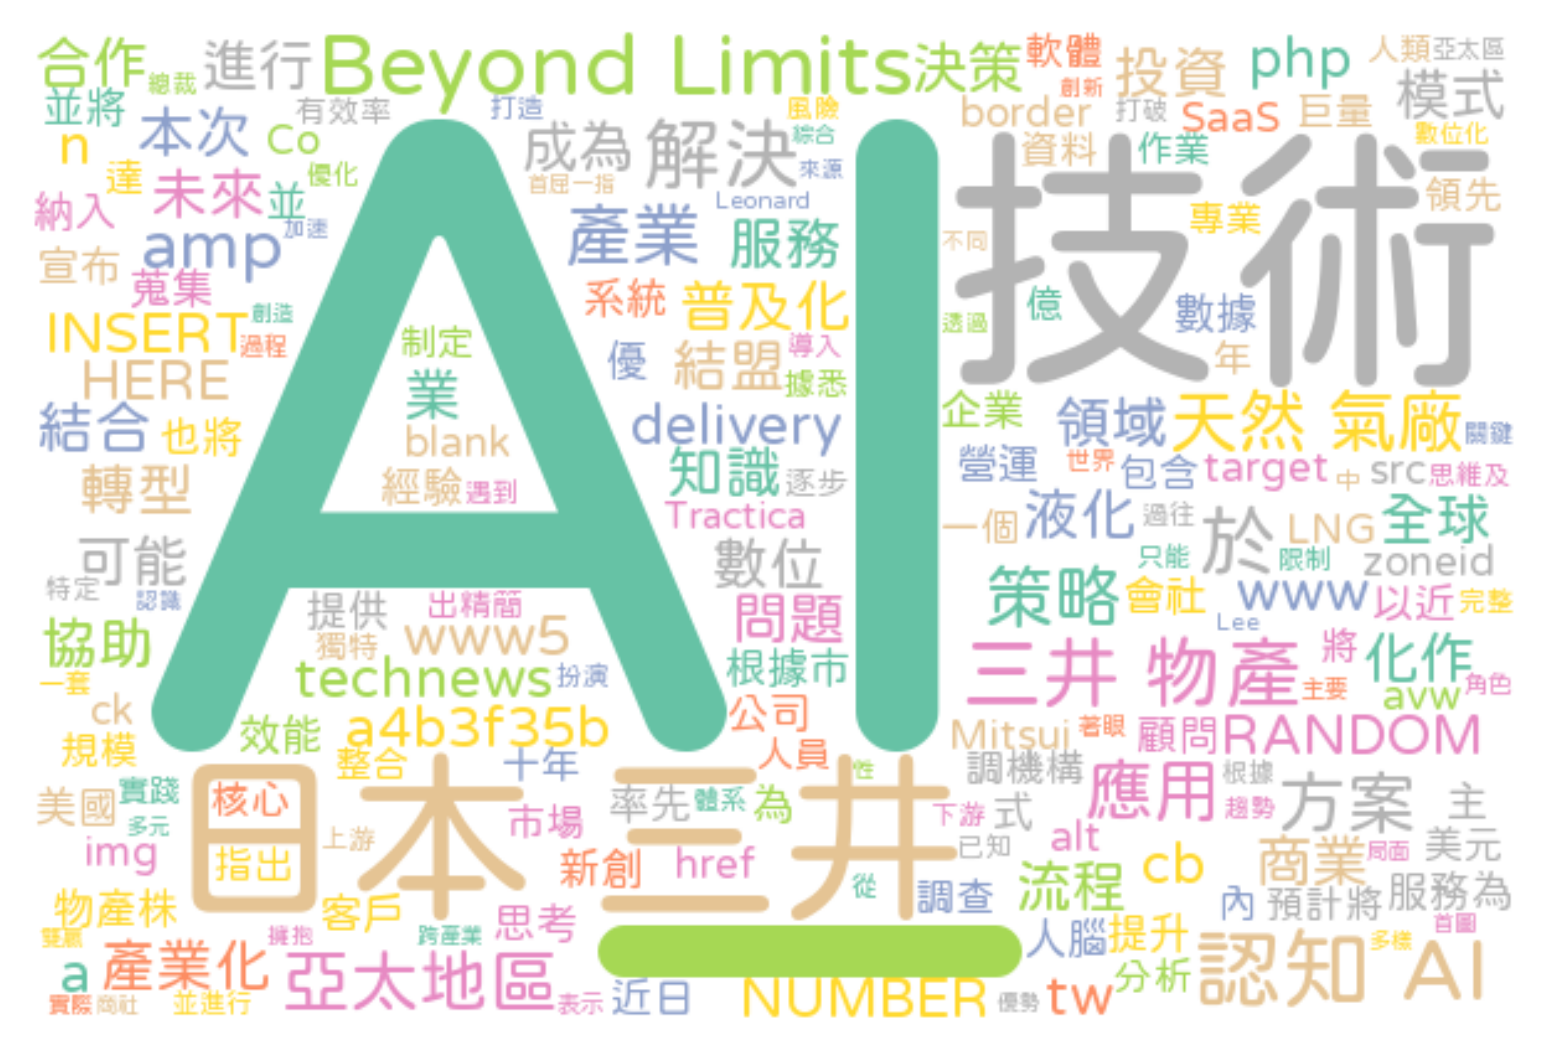 合作
總裁
進行
Beyond Limits
決策
軟體
創新
投資
php
人類
亞太區
模式
並將
有效率
打造
風險
border
打破
SaaS
巨量
n
本次
Co
成為
解決
綜合
資料
作業
數位化
達
優化
首屈一指
來源
技術
領先
納入
未來
並
Leonard
專業
amp
加速
產業
服務
不同
宣布
蒐集
系統
普及化
億
數據
INSERT
創造
過程
AI
透過
HERE
制定
優
結盟
導入
年
業
據悉
企業
領域
天然 氣廠
結合
也將
blank
delivery
關鍵
轉型
經驗
遇到
知識
逐步
營運
世界
包含
target
中
src
思維及
Tractica
一個
液化
過往
於
LNG
全球
可能
數位
只能
限制
zoneid
特定
認識
提供
出精簡
問題
策略
會社
www
以近
完整
協助
獨特
www5
Lee
一套
technews
扮演
根據市
三井 物產
將
化作
主要
avw
角色
ck
a4b3f35b
公司
Mitsui
著眼
顧問
RANDOM
規模
效能
整合
十年
人員
性
調機構
應用
根據
方案
主
美國
實踐
核心
日本 三井
市場
率先
體系
為
下游
式
趨勢
多元
上游
已知
alt
img
指出
新創
href
從
流程
cb
商業
局面
美元
物產株
客戶
思考
調查
內
預計將
服務為
雙贏
擁抱
跨產業
一
人腦
提升
認知 AI
首圖
多樣
a
產業化
亞太地區
近日
NUMBER
tw
分析
實際
商社
並進行
表示
優勢